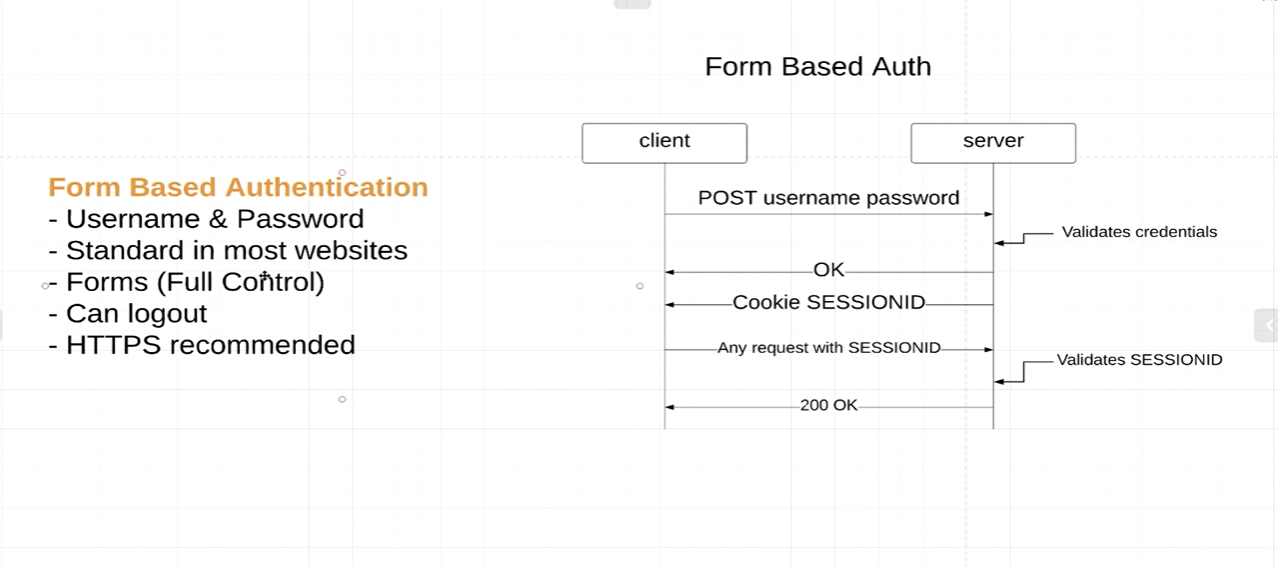 Form Based Auth
client
server
Form Based Authentication
- Username & Password
- Standard in most websites
- Forms (Full Control)
- Can logout
- HTTPS recommended
POST username password
Validates credentials
OK
Cookie SESSIONID
Any request with SESSIONID
Validates SESSIONID
200 OK